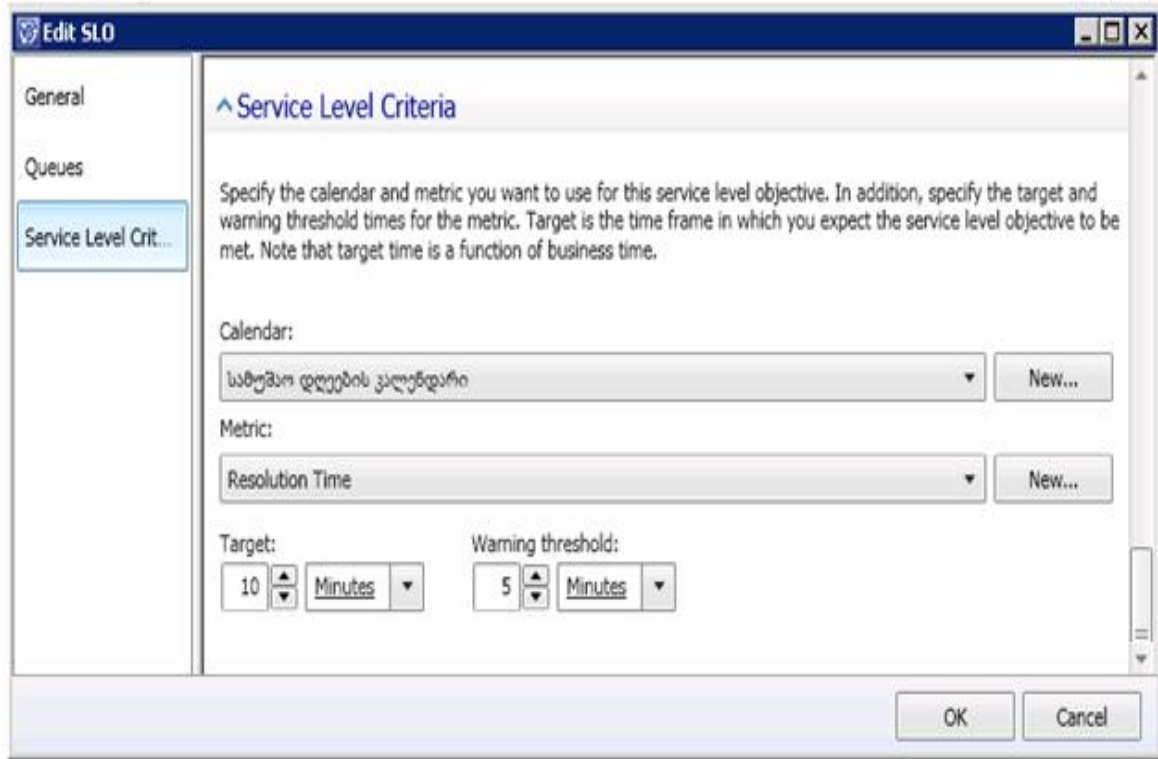 Edit SLO
General
Queues
Service Level Crit...
Service Level Criteria
Specify the calendar and metric you want to use for this service level objective. In addition, specify the target and
warning threshold times for the metric. Target is the time frame in which you expect the service level objective to be
met. Note that target time is a function of business time.
Calendar:
სამუშაო დღეების კალენდარი
New...
Metric:
Resolution Time
New...
Target:
Warning threshold:
10 Minutes
5 Minutes
OK
Cancel